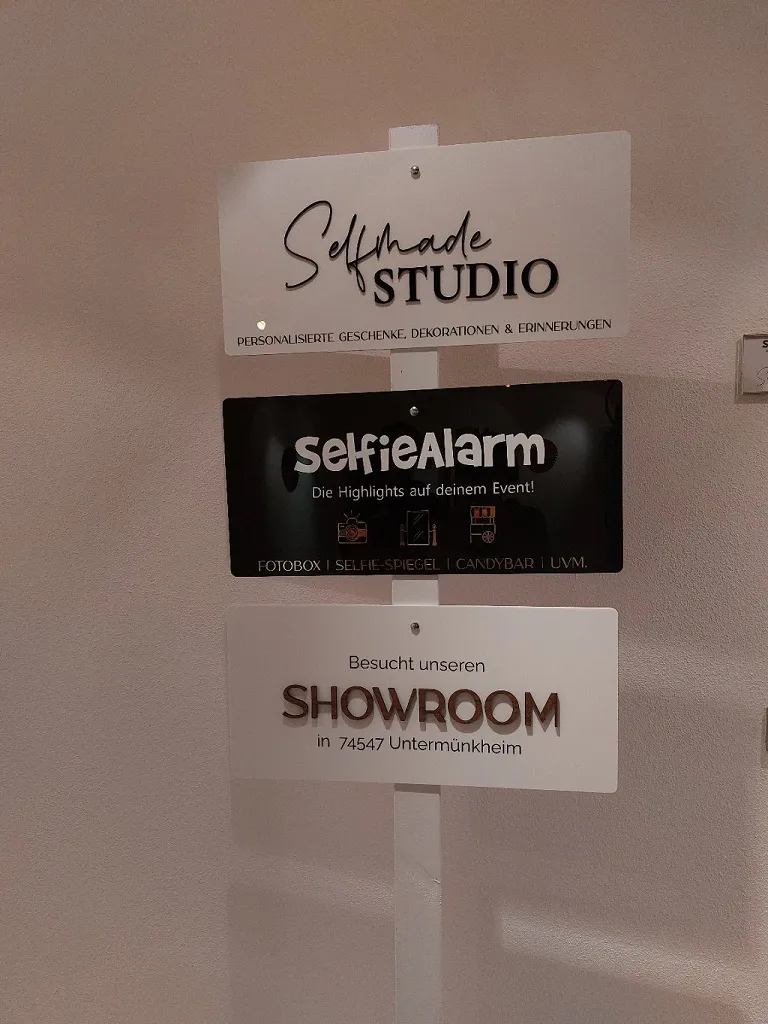 Selfmade
STUDIO
PERSONALISIERTE GESCHENKE, DEKORATIONEN & ERINNERUNGEN
SelfieAlarm
Die Highlights auf deinem Event!
FOTOBOX | SELFIE-SPIEGEL | CANDYBAR | UVM.
Besucht unseren
SHOWROOM
in 74547 Untermünkheim